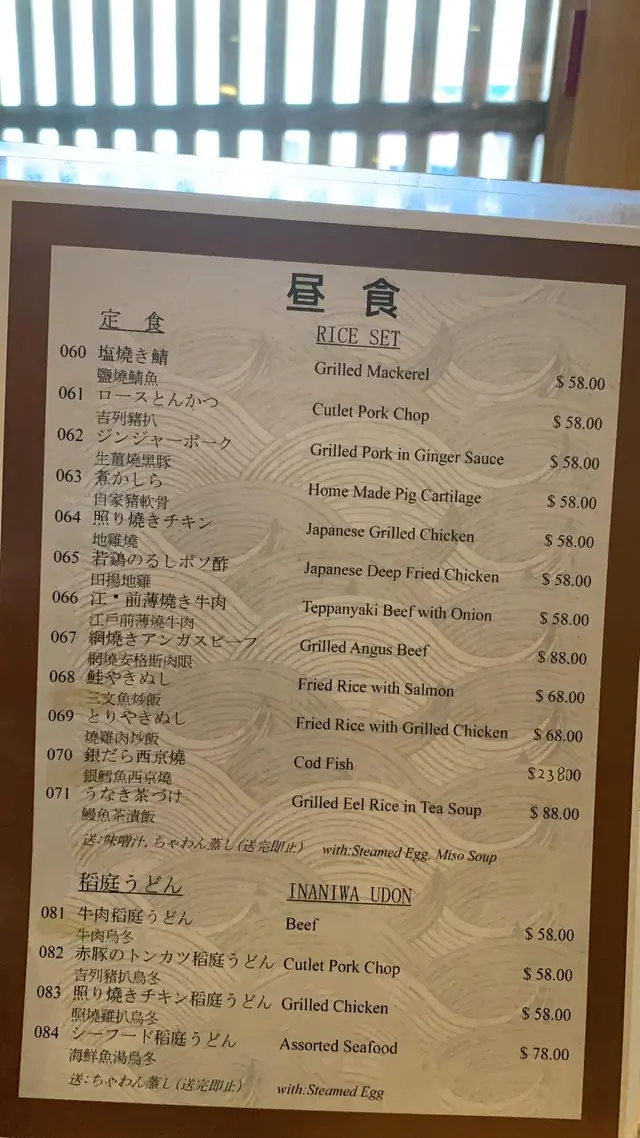 昼 食
定 食 RICE SET
060 塩燒き鯖 Grilled Mackerel $ 58.00
鹽燒鯖魚
061 ロースとんかつ Cutlet Pork Chop $ 58.00
吉列豬扒
062 ジンジャーポーク Grilled Pork in Ginger Sauce $ 58.00
生薑燒黑豚
063 煮かしら Home Made Pig Cartilage $ 58.00
自家豬軟骨
064 照り燒きチキン Japanese Grilled Chicken $ 58.00
地雞燒
065 若鶏のるしポツ酢 Japanese Deep Fried Chicken $ 58.00
田揚地雞
066 江・前薄燒き牛肉 Teppanyaki Beef with Onion $ 58.00
江戸前薄燒牛肉
067 網燒きアンガスビーフ Grilled Angus Beef $ 88.00
網燒安格斯肉眼
068 鮭やきぬし Fried Rice with Salmon $ 68.00
三文魚炒飯
069 とりやきぬし Fried Rice with Grilled Chicken $ 68.00
燒雞肉炒飯
070 銀だら西京燒 Cod Fish $23800
銀鱈魚西京燒
071 うなき茶づけ Grilled Eel Rice in Tea Soup $ 88.00
鰻魚茶漬飯
送:味噌汁, ちゃわん蒸し(送完即止) with:Steamed Egg. Miso Soup
稻庭うどん INANIWA UDON
081 牛肉稻庭うどん Beef $ 58.00
牛肉烏冬
082 赤豚のトンカツ稻庭うどん Cutlet Pork Chop $ 58.00
吉列豬扒烏冬
083 照り燒きチキン稻庭うどん Grilled Chicken $ 58.00
照燒雞扒烏冬
084 シーフード稻庭うどん Assorted Seafood $ 78.00
海鮮魚湯烏冬
送:ちゃわん蒸し(送完即止) with:Steamed Egg